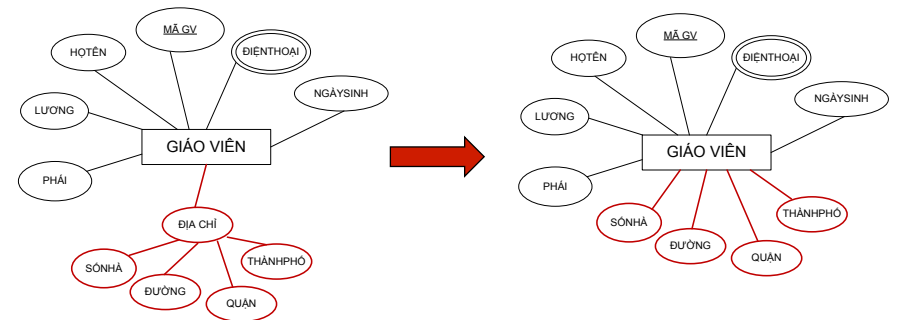 MÃ GV
HỌTÊN
ĐIỆNTHOẠI
NGÀYSINH
LƯƠNG
GIÁO VIÊN
PHÁI
ĐỊA CHỈ
SỐNHÀ
THÀNHPHỐ
ĐƯỜNG
QUẬN
MÃ GV
HỌTÊN
ĐIỆNTHOẠI
NGÀYSINH
LƯƠNG
GIÁO VIÊN
PHÁI
SỐNHÀ
THÀNHPHỐ
ĐƯỜNG
QUẬN